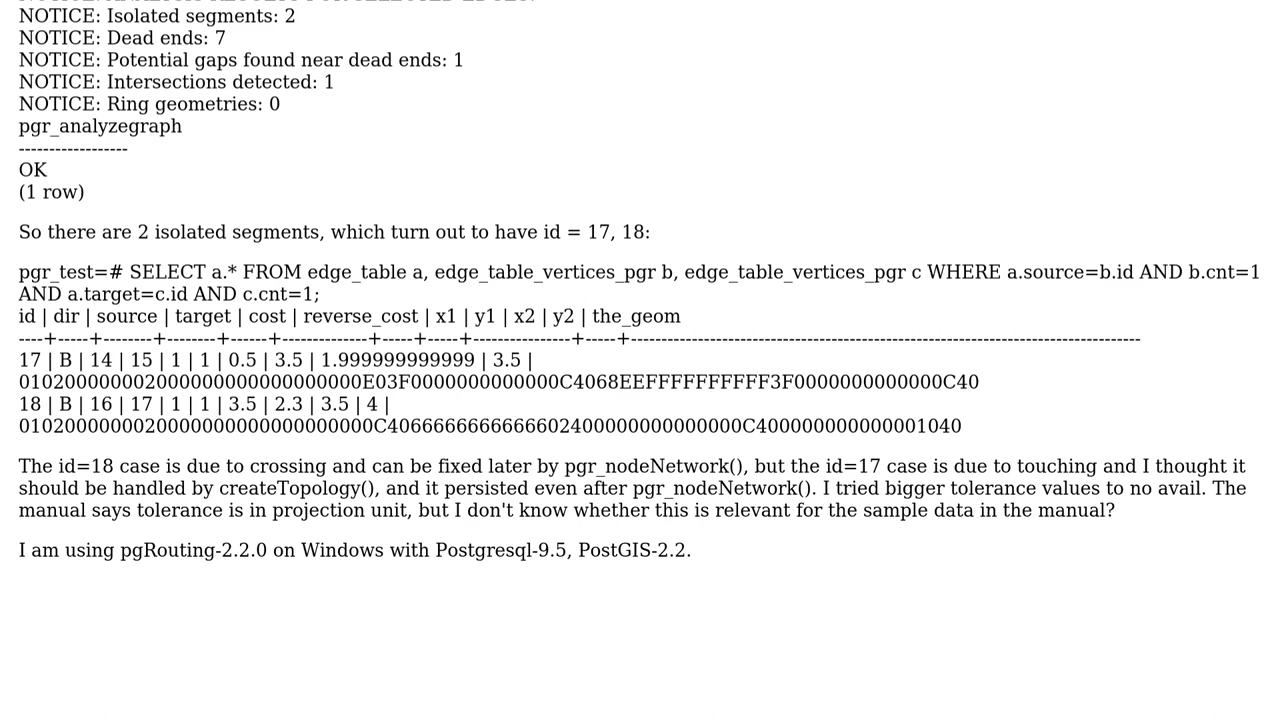 NOTICE: Isolated segments: 2
NOTICE: Dead ends: 7
NOTICE: Potential gaps found near dead ends: 1
NOTICE: Intersections detected: 1
NOTICE: Ring geometries: 0
pgr_analyzegraph
------------------
OK
(1 row)
So there are 2 isolated segments, which turn out to have id = 17, 18:
pgr_test=# SELECT a.* FROM edge_table a, edge_table_vertices_pgr b, edge_table_vertices_pgr c WHERE a.source=b.id AND b.cnt=1
AND a.target=c.id AND c.cnt=1;
id | dir | source | target | cost | reverse_cost | x1 | y1 | x2 | y2 | the_geom
----+-----+--------+--------+------+--------------+-----+-----+----------------+-----+------------------------------------------------------------------------------------
17 | B | 14 | 15 | 1 | 1 | 0.5 | 3.5 | 1.999999999999 | 3.5 |
010200000002000000000000000000E03F0000000000000C4068EEFFFFFFFFFF3F0000000000000C40
18 | B | 16 | 17 | 1 | 1 | 3.5 | 2.3 | 3.5 | 4 |
0102000000020000000000000000000C4066666666666602400000000000000C400000000000001040
The id=18 case is due to crossing and can be fixed later by pgr_nodeNetwork(), but the id=17 case is due to touching and I thought it
should be handled by createTopology(), and it persisted even after pgr_nodeNetwork(). I tried bigger tolerance values to no avail. The
manual says tolerance is in projection unit, but I don't know whether this is relevant for the sample data in the manual?
I am using pgRouting-2.2.0 on Windows with Postgresql-9.5, PostGIS-2.2.